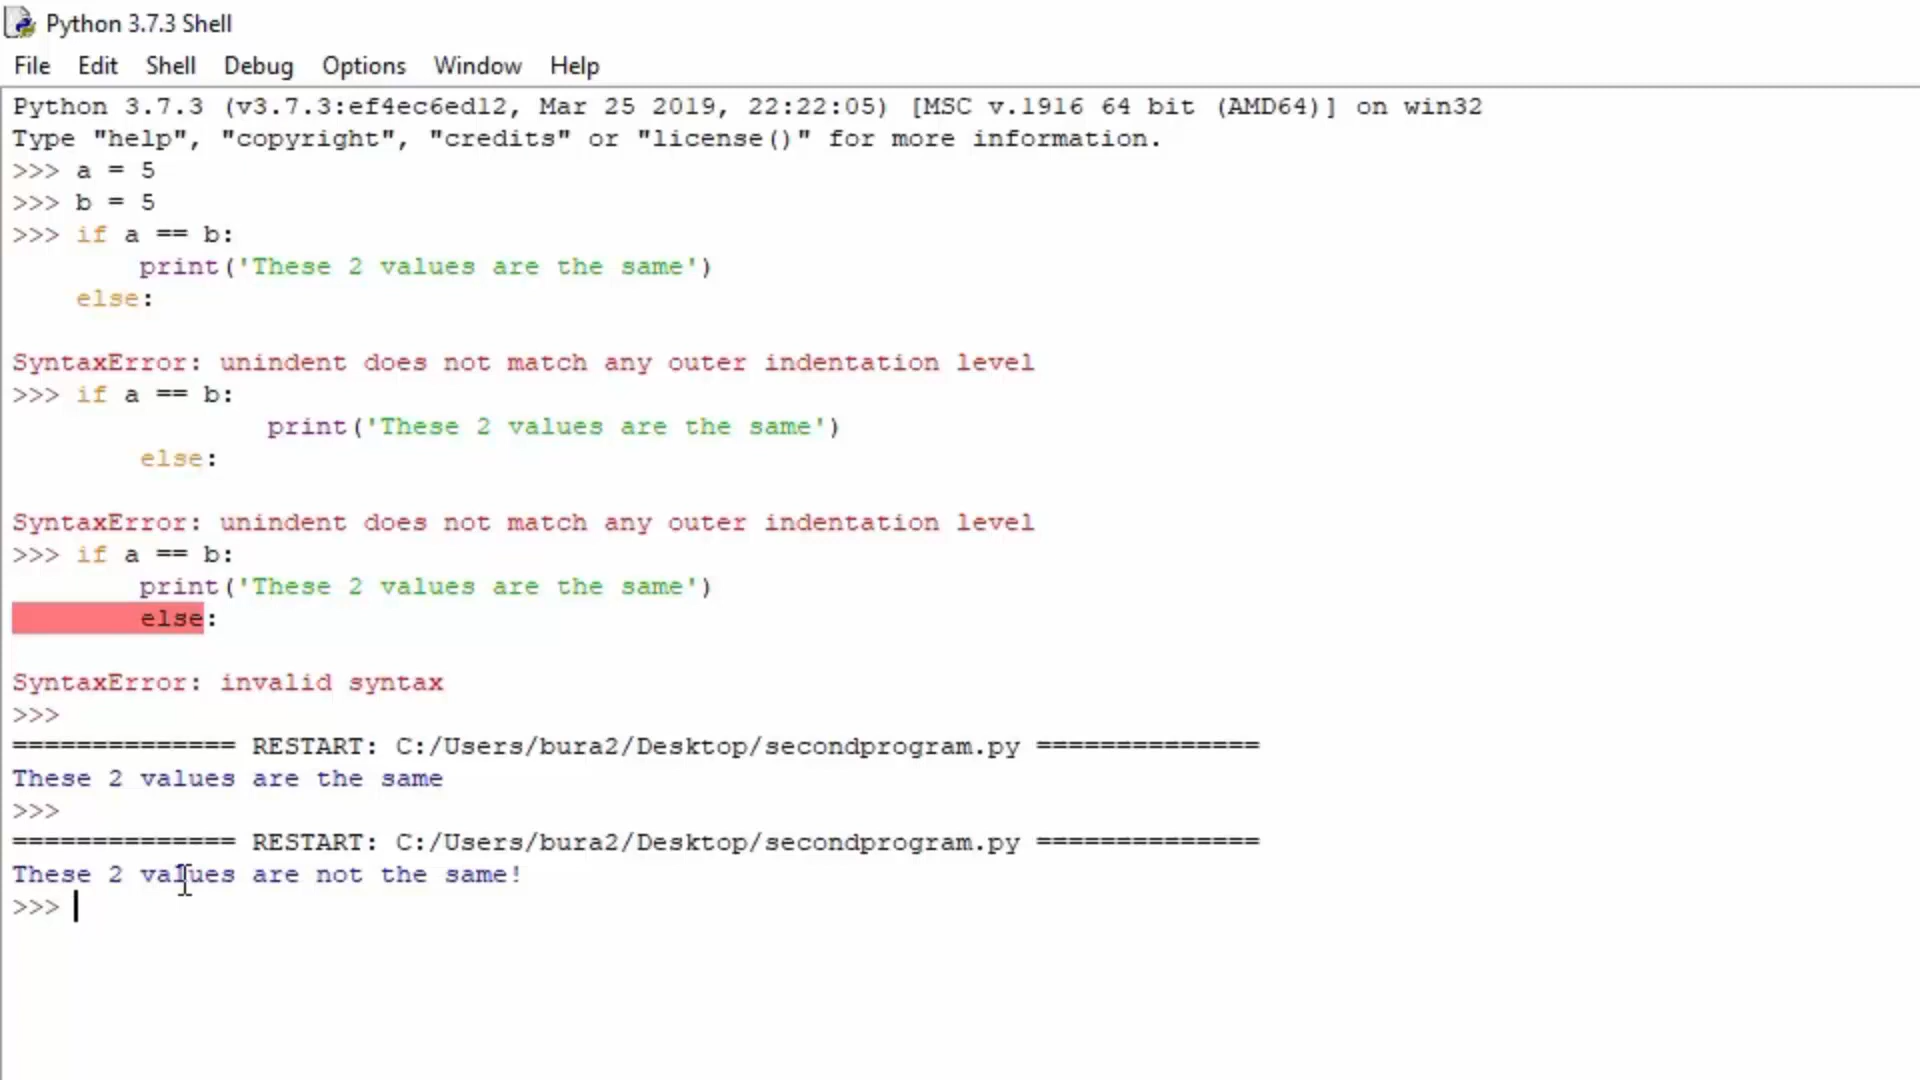 Python 3.7.3 Shell
File Edit Shell Debug Options Window Help
Python 3.7.3 (v3.7.3:ef4ec6ed12, Mar 25 2019, 22:22:05) [MSC v.1916 64 bit (AMD64)] on win32
Type "help", "copyright", "credits" or "license()" for more information.
>>> a = 5
>>> b = 5
>>> if a == b:
        print('These 2 values are the same')
    else:
SyntaxError: unindent does not match any outer indentation level
>>> if a == b:
                print('These 2 values are the same')
        else:
SyntaxError: unindent does not match any outer indentation level
>>> if a == b:
        print('These 2 values are the same')
        else:
SyntaxError: invalid syntax
>>>
============== RESTART: C:/Users/bura2/Desktop/secondprogram.py ==============
These 2 values are the same
>>>
============== RESTART: C:/Users/bura2/Desktop/secondprogram.py ==============
These 2 values are not the same!
>>>